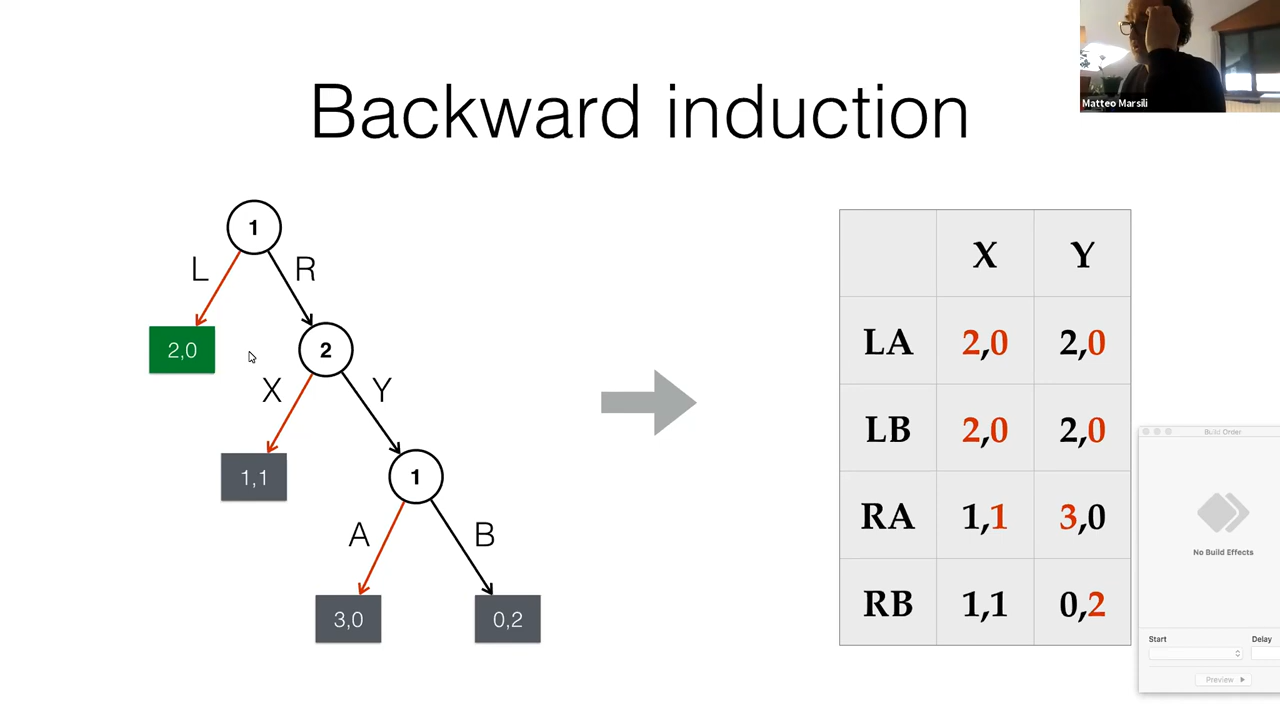 Matteo Marsili
Backward induction
1
L R
2,0
2
X Y
1,1
1
A B
3,0 0,2
X Y
LA 2,0 2,0
LB 2,0 2,0
RA 1,1 3,0
RB 1,1 0,2
Build Order
No Build Effects
Start Delay
Preview